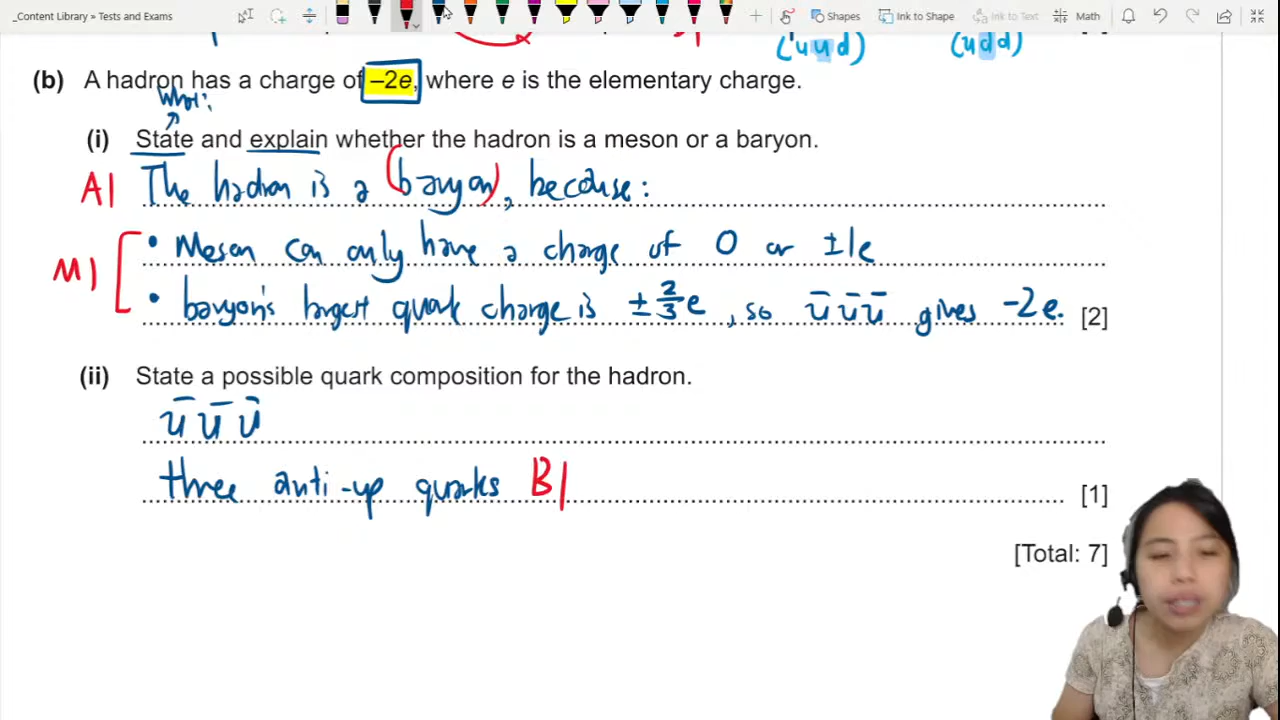 _Content Library » Tests and Exams
Shapes Ink to Shape Ink to Text Math
(uud) (udd)
(b) A hadron has a charge of –2e, where e is the elementary charge.
(i) State and explain whether the hadron is a meson or a baryon.
A1 The hadron is a (baryon), because:
• Meson can only have a charge of 0 or ±1e
M1
• baryon's largest quark charge is ± 2/3 e, so ū ū ū gives -2e. [2]
(ii) State a possible quark composition for the hadron.
ū ū ū
three anti-up quarks B1 [1]
[Total: 7]